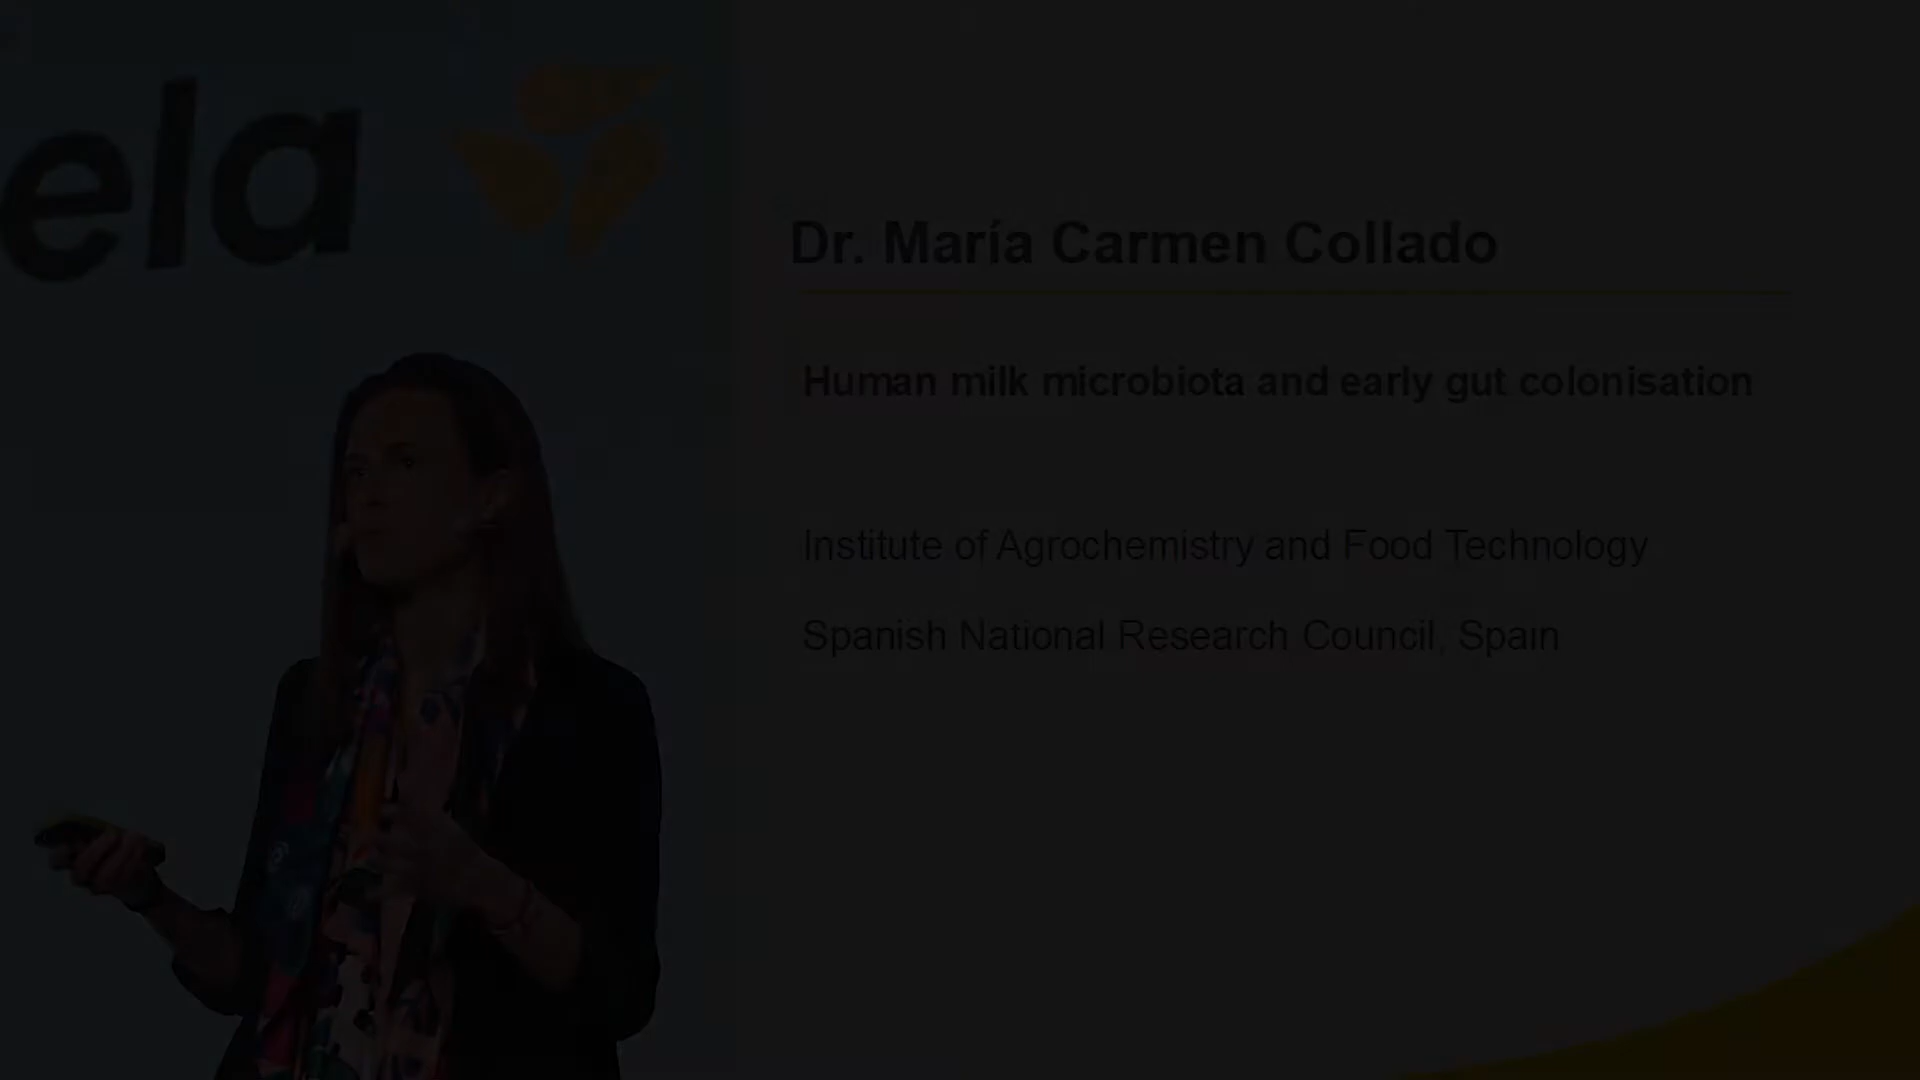 ela
Dr. María Carmen Collado
Human milk microbiota and early gut colonisation
Institute of Agrochemistry and Food Technology
Spanish National Research Council, Spain